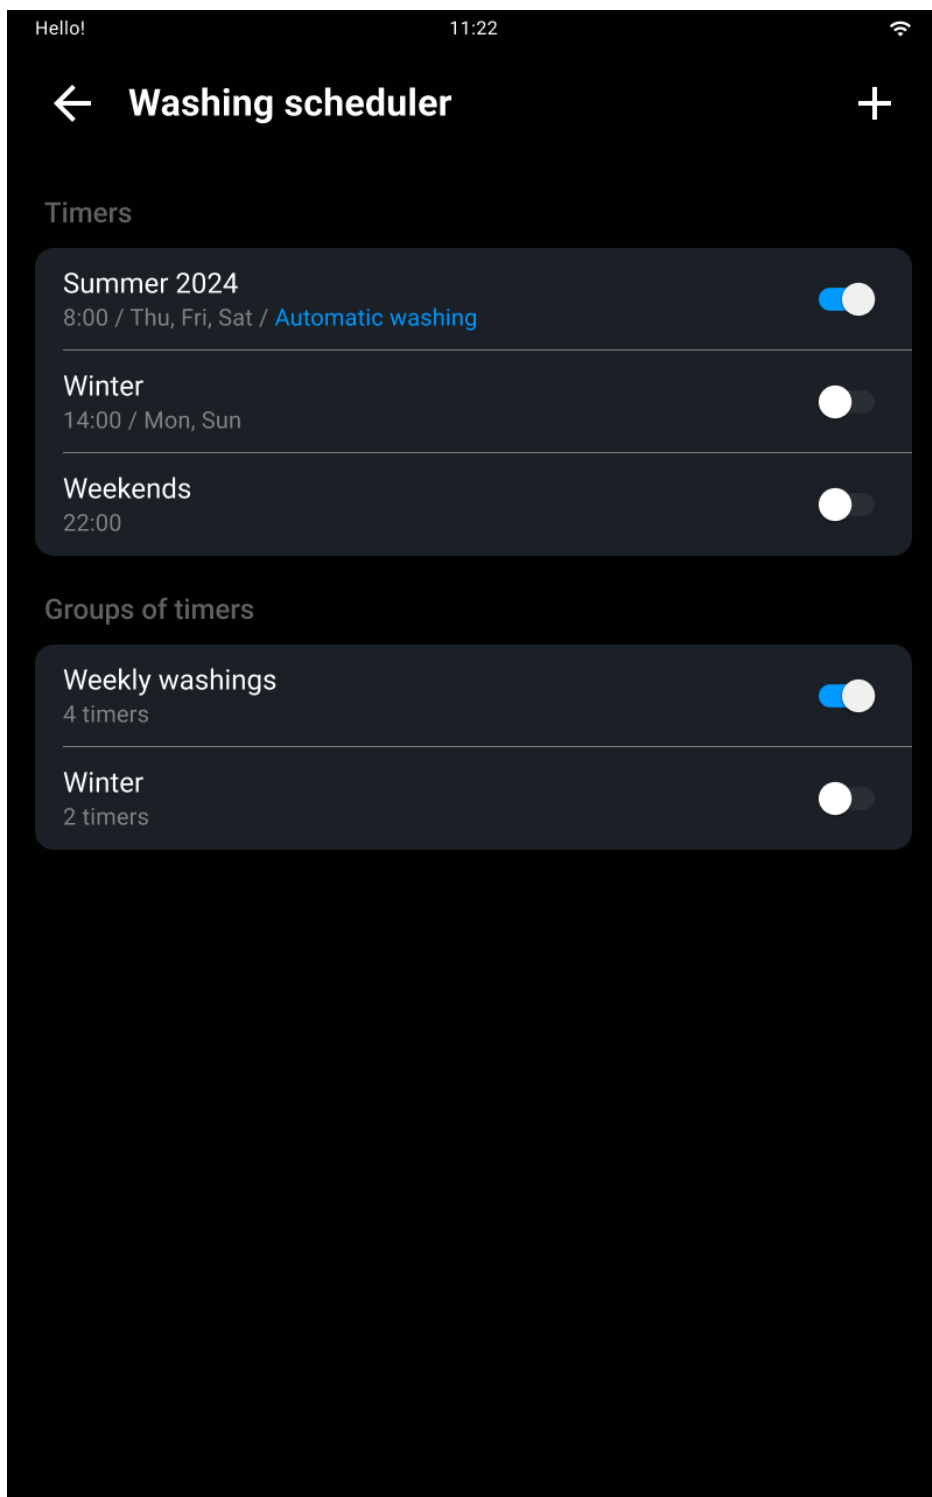 Hello!
11:22
Washing scheduler
Timers
Summer 2024
8:00 / Thu, Fri, Sat / Automatic washing
Winter
14:00 / Mon, Sun
Weekends
22:00
Groups of timers
Weekly washings
4 timers
Winter
2 timers